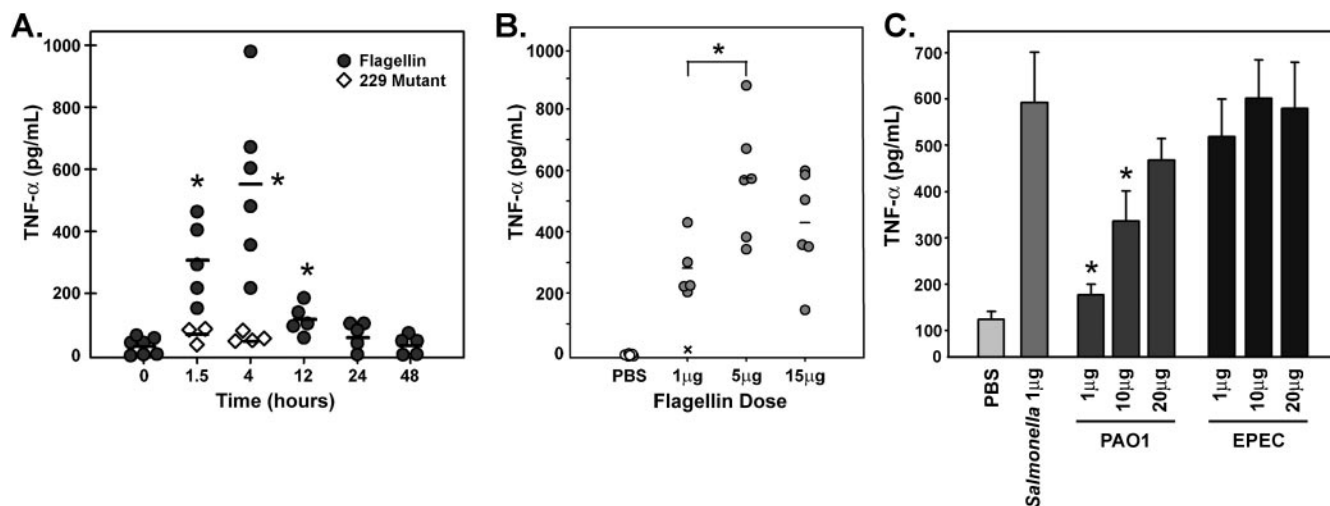 A.
1000
800
600
400
200
0
TNF-α (pg/mL)
Flagellin
229 Mutant
*
*
*
0 1.5 4 12 24 48
Time (hours)
B.
1000
800
600
400
200
0
TNF-α (pg/mL)
*
x
PBS 1µg 5µg 15µg
Flagellin Dose
C.
700
600
500
400
300
200
100
0
TNF-α (pg/mL)
*
*
PBS
Salmonella 1µg
1µg
10µg
20µg
PAO1
1µg
10µg
20µg
EPEC